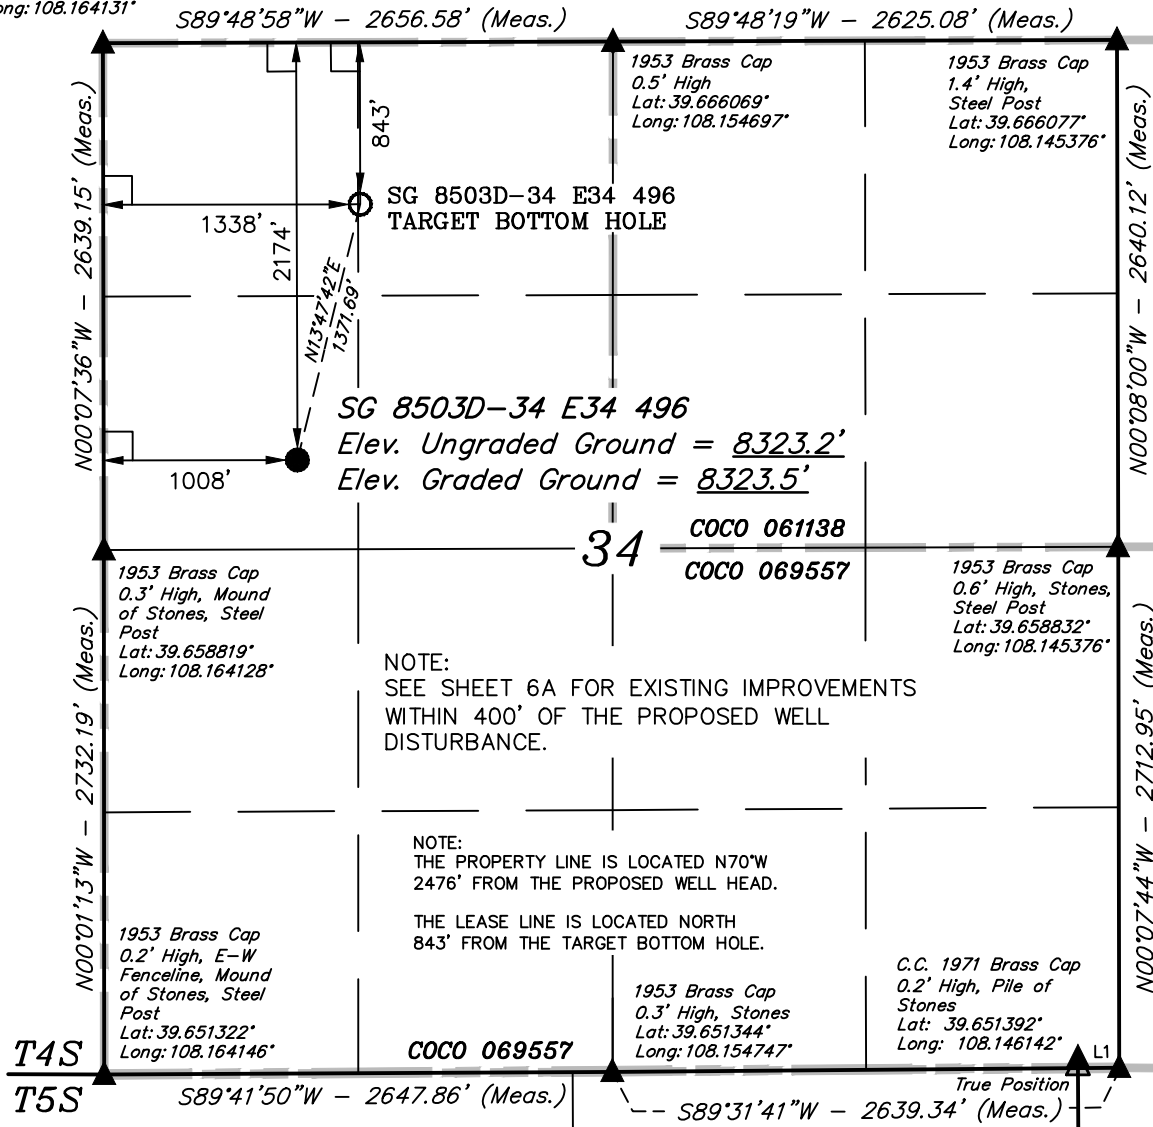 Long: 108.164131°
S89°48'58"W - 2656.58' (Meas.)
S89°48'19"W - 2625.08' (Meas.)
1953 Brass Cap
0.5' High
Lat: 39.666069°
Long: 108.154697°
1953 Brass Cap
1.4' High,
Steel Post
Lat: 39.666077°
Long: 108.145376°
N00°07'36"W - 2639.15' (Meas.)
N00°08'00"W - 2640.12' (Meas.)
843'
SG 8503D-34 E34 496
TARGET BOTTOM HOLE
1338'
2174'
N13°47'42"E
1371.69'
SG 8503D-34 E34 496
Elev. Ungraded Ground = 8323.2'
Elev. Graded Ground = 8323.5'
1008'
COCO 061138
34
COCO 069557
1953 Brass Cap
0.3' High, Mound
of Stones, Steel
Post
Lat: 39.658819°
Long: 108.164128°
1953 Brass Cap
0.6' High, Stones,
Steel Post
Lat: 39.658832°
Long: 108.145376°
N00°01'13"W - 2732.19' (Meas.)
N00°07'44"W - 2712.95' (Meas.)
NOTE:
SEE SHEET 6A FOR EXISTING IMPROVEMENTS
WITHIN 400' OF THE PROPOSED WELL
DISTURBANCE.
NOTE:
THE PROPERTY LINE IS LOCATED N70°W
2476' FROM THE PROPOSED WELL HEAD.
THE LEASE LINE IS LOCATED NORTH
843' FROM THE TARGET BOTTOM HOLE.
1953 Brass Cap
0.2' High, E-W
Fenceline, Mound
of Stones, Steel
Post
Lat: 39.651322°
Long: 108.164146°
1953 Brass Cap
0.3' High, Stones
Lat: 39.651344°
Long: 108.154747°
C.C. 1971 Brass Cap
0.2' High, Pile of
Stones
Lat: 39.651392°
Long: 108.146142°
COCO 069557
L1
T4S
T5S
True Position
S89°41'50"W - 2647.86' (Meas.)
S89°31'41"W - 2639.34' (Meas.)